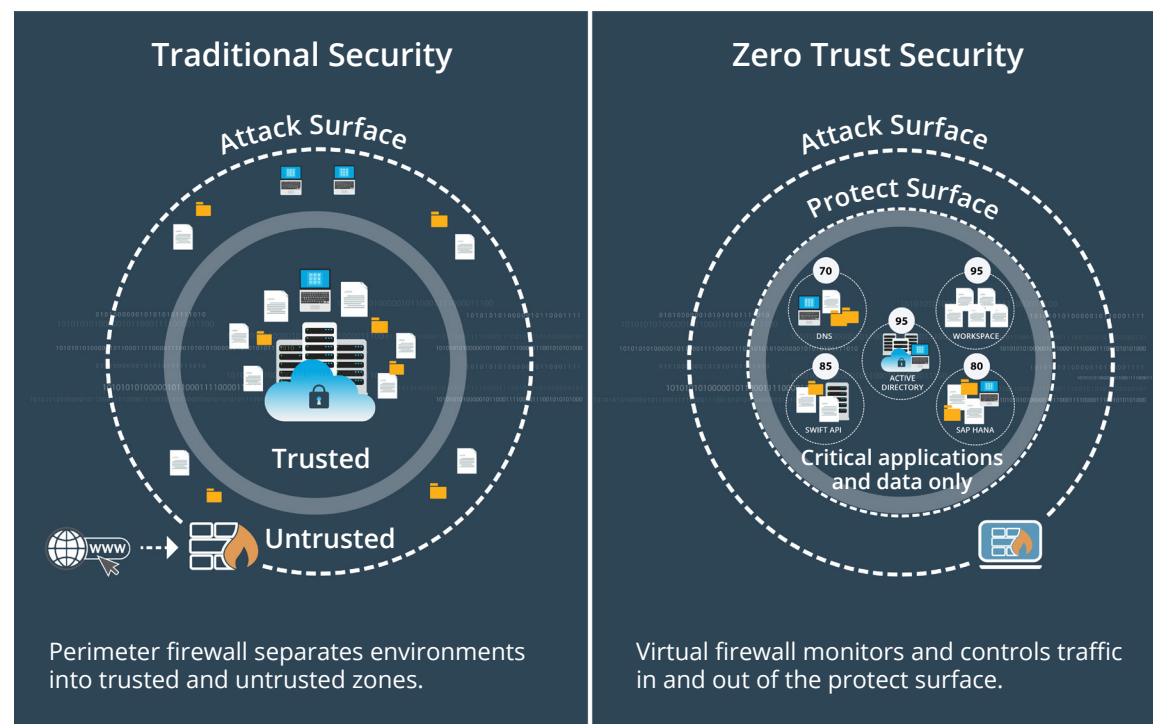 Traditional Security
Attack Surface
Trusted
Untrusted
WWW
Perimeter firewall separates environments
into trusted and untrusted zones.
Zero Trust Security
Attack Surface
Protect Surface
70
DNS
95
WORKSPACE
95
ACTIVE
DIRECTORY
85
SWIFT API
80
SAP HANA
Critical applications
and data only
Virtual firewall monitors and controls traffic
in and out of the protect surface.